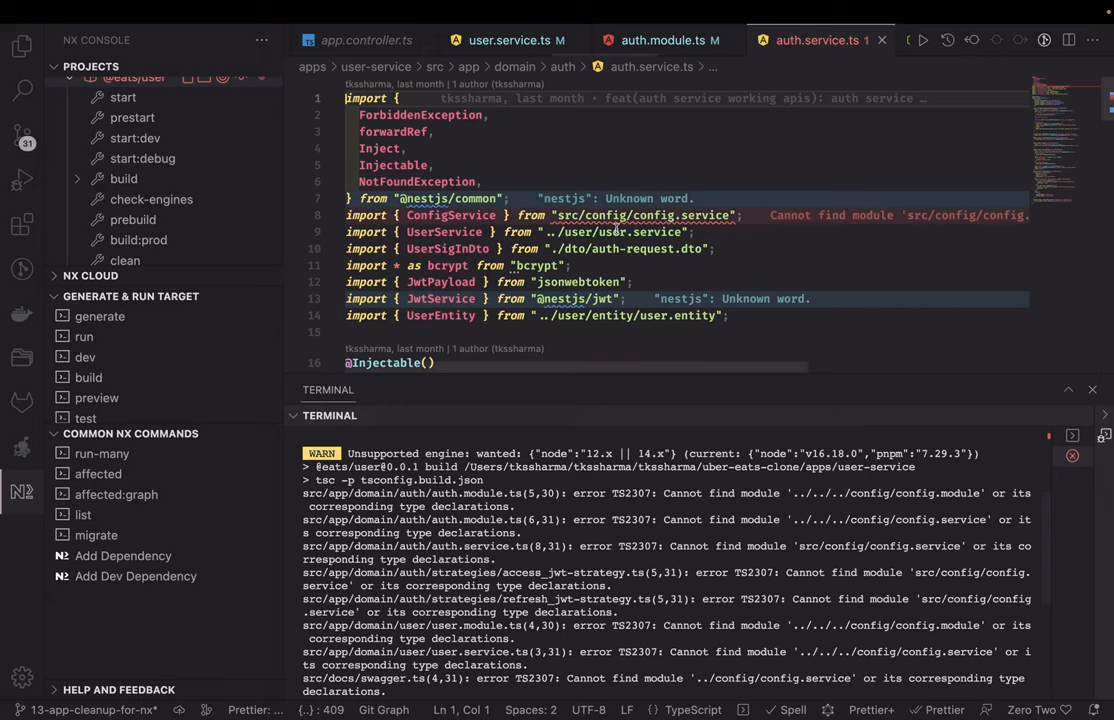 NX CONSOLE
PROJECTS
@eats/user
start
prestart
start:dev
start:debug
build
check-engines
prebuild
build:prod
clean
NX CLOUD
GENERATE & RUN TARGET
generate
run
dev
build
preview
test
COMMON NX COMMANDS
run-many
affected
affected:graph
list
migrate
Add Dependency
Add Dev Dependency
HELP AND FEEDBACK
31
app.controller.ts
user.service.ts M
auth.module.ts M
auth.service.ts 1
apps > user-service > src > app > domain > auth > auth.service.ts > ...
tkssharma, last month | 1 author (tkssharma)
1 import { tkssharma, last month • feat(auth service working apis): auth service …
2 ForbiddenException,
3 forwardRef,
4 Inject,
5 Injectable,
6 NotFoundException,
7 } from "@nestjs/common"; "nestjs": Unknown word.
8 import { ConfigService } from "src/config/config.service"; Cannot find module 'src/config/config.
9 import { UserService } from "../user/user.service";
10 import { UserSigInDto } from "./dto/auth-request.dto";
11 import * as bcrypt from "bcrypt";
12 import { JwtPayload } from "jsonwebtoken";
13 import { JwtService } from "@nestjs/jwt"; "nestjs": Unknown word.
14 import { UserEntity } from "../user/entity/user.entity";
15
tkssharma, last month | 1 author (tkssharma)
16 @Injectable()
TERMINAL
TERMINAL
WARN Unsupported engine: wanted: {"node":"12.x || 14.x"} (current: {"node":"v16.18.0","pnpm":"7.29.3"})
> @eats/user@0.0.1 build /Users/tkssharma/tkssharma/tkssharma/uber-eats-clone/apps/user-service
> tsc -p tsconfig.build.json
src/app/domain/auth/auth.module.ts(5,30): error TS2307: Cannot find module '../../../config/config.module' or its
corresponding type declarations.
src/app/domain/auth/auth.module.ts(6,31): error TS2307: Cannot find module '../../../config/config.service' or it
s corresponding type declarations.
src/app/domain/auth/auth.service.ts(8,31): error TS2307: Cannot find module 'src/config/config.service' or its co
rresponding type declarations.
src/app/domain/auth/strategies/access_jwt-strategy.ts(5,31): error TS2307: Cannot find module 'src/config/config.
service' or its corresponding type declarations.
src/app/domain/auth/strategies/refresh_jwt-strategy.ts(5,31): error TS2307: Cannot find module 'src/config/config
.service' or its corresponding type declarations.
src/app/domain/user/user.module.ts(4,30): error TS2307: Cannot find module '../../../config/config.module' or its
corresponding type declarations.
src/app/domain/user/user.service.ts(3,31): error TS2307: Cannot find module '../../../config/config.service' or i
ts corresponding type declarations.
src/docs/swagger.ts(4,31): error TS2307: Cannot find module '../config/config.service' or its corresponding type
declarations.
13-app-cleanup-for-nx* Prettier: ... {..} : 409 Git Graph Ln 1, Col 1 Spaces: 2 UTF-8 LF TypeScript Spell Prettier+ Prettier Zero Two